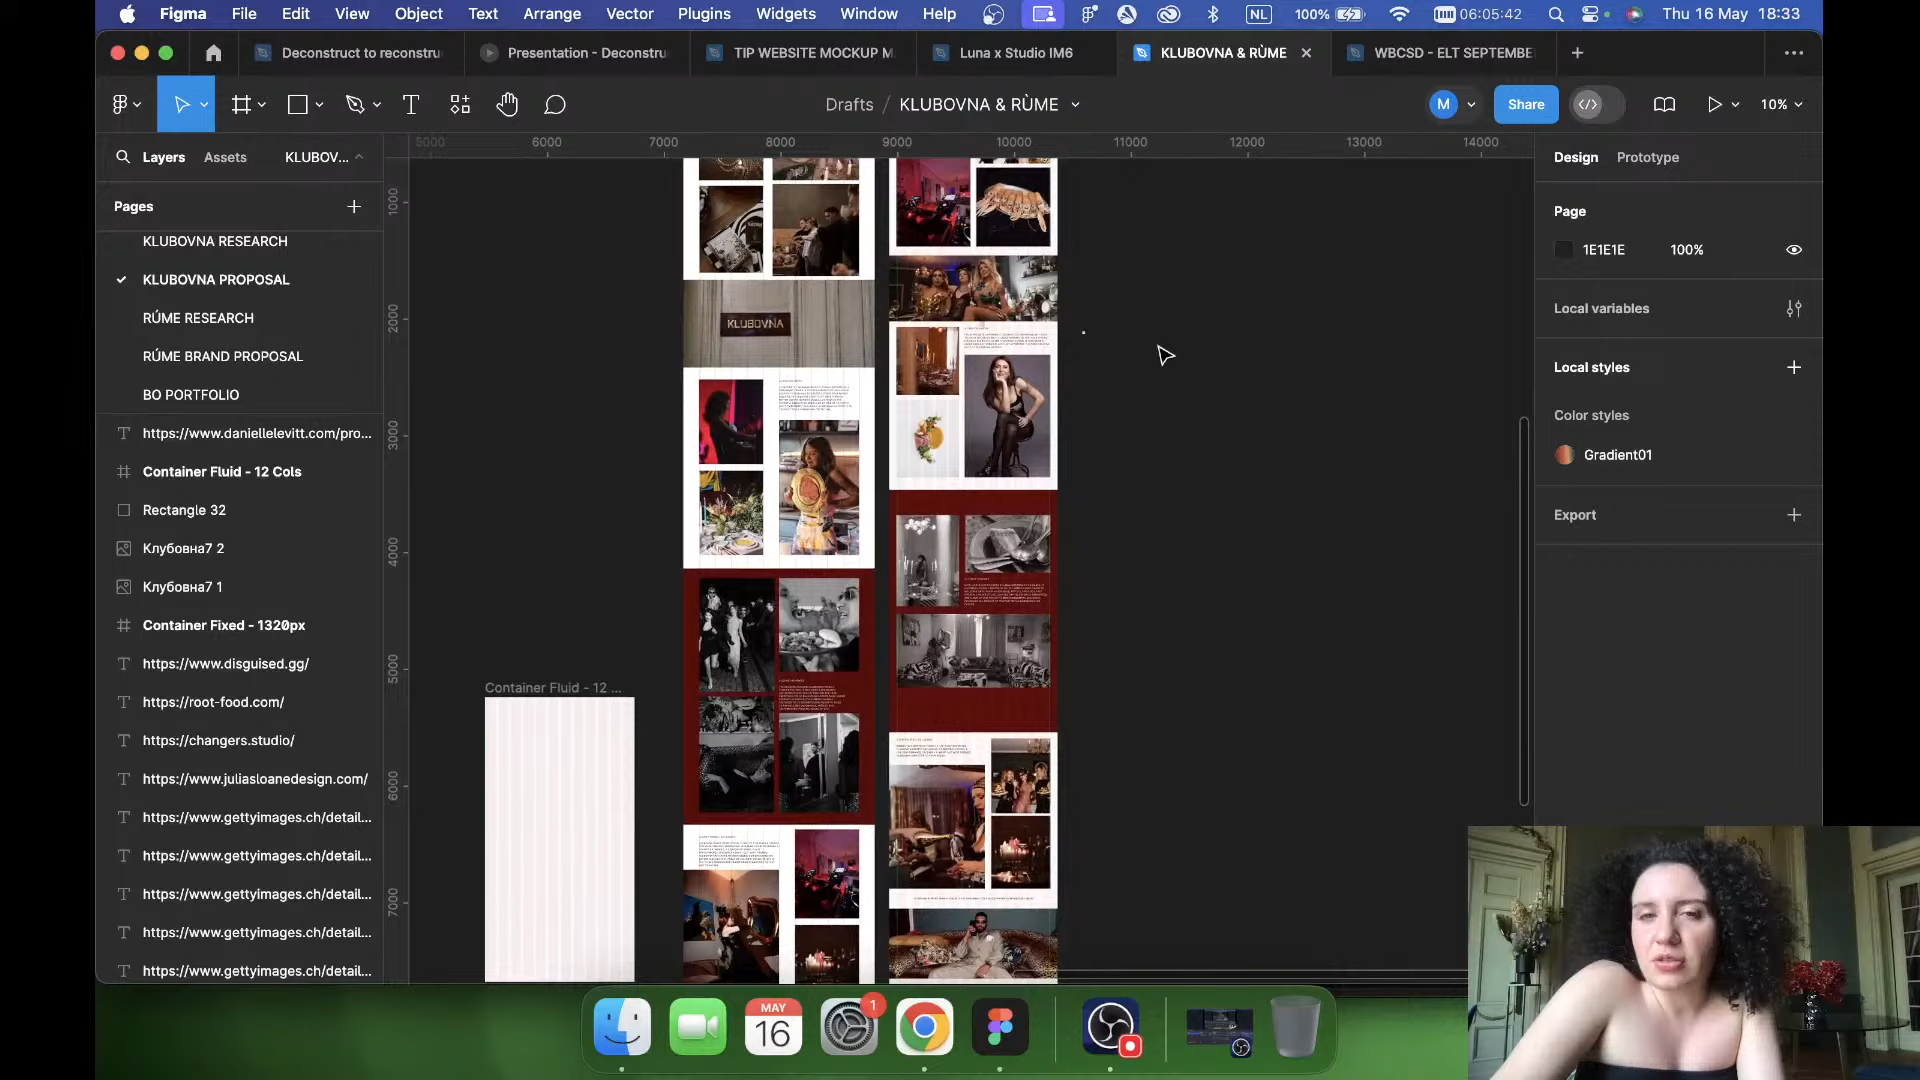 Figma File Edit View Object Text Arrange Vector Plugins Widgets Window Help NL 100% 06:05:42 Thu 16 May 18:33
Deconstruct to reconstru
Presentation - Deconstru
TIP WEBSITE MOCKUP M
Luna x Studio IM6
KLUBOVNA & RÙME
WBCSD - ELT SEPTEMBE
Drafts / KLUBOVNA & RÙME
M
Share
10%
Layers Assets KLUBOV...
Pages
KLUBOVNA RESEARCH
KLUBOVNA PROPOSAL
RÚME RESEARCH
RÚME BRAND PROPOSAL
BO PORTFOLIO
https://www.daniellelevitt.com/pro...
Container Fluid - 12 Cols
Rectangle 32
Клубовна7 2
Клубовна7 1
Container Fixed - 1320px
https://www.disguised.gg/
https://root-food.com/
https://changers.studio/
https://www.juliasloanedesign.com/
https://www.gettyimages.ch/detail...
https://www.gettyimages.ch/detail...
https://www.gettyimages.ch/detail...
https://www.gettyimages.ch/detail...
https://www.gettyimages.ch/detail...
5000 6000 7000 8000 9000 10000 11000 12000 13000 14000
1000
2000
3000
4000
5000
6000
7000
KLUBOVNA
Container Fluid - 12 ...
Design Prototype
Page
1E1E1E 100%
Local variables
Local styles
Color styles
Gradient01
Export
MAY
16
1